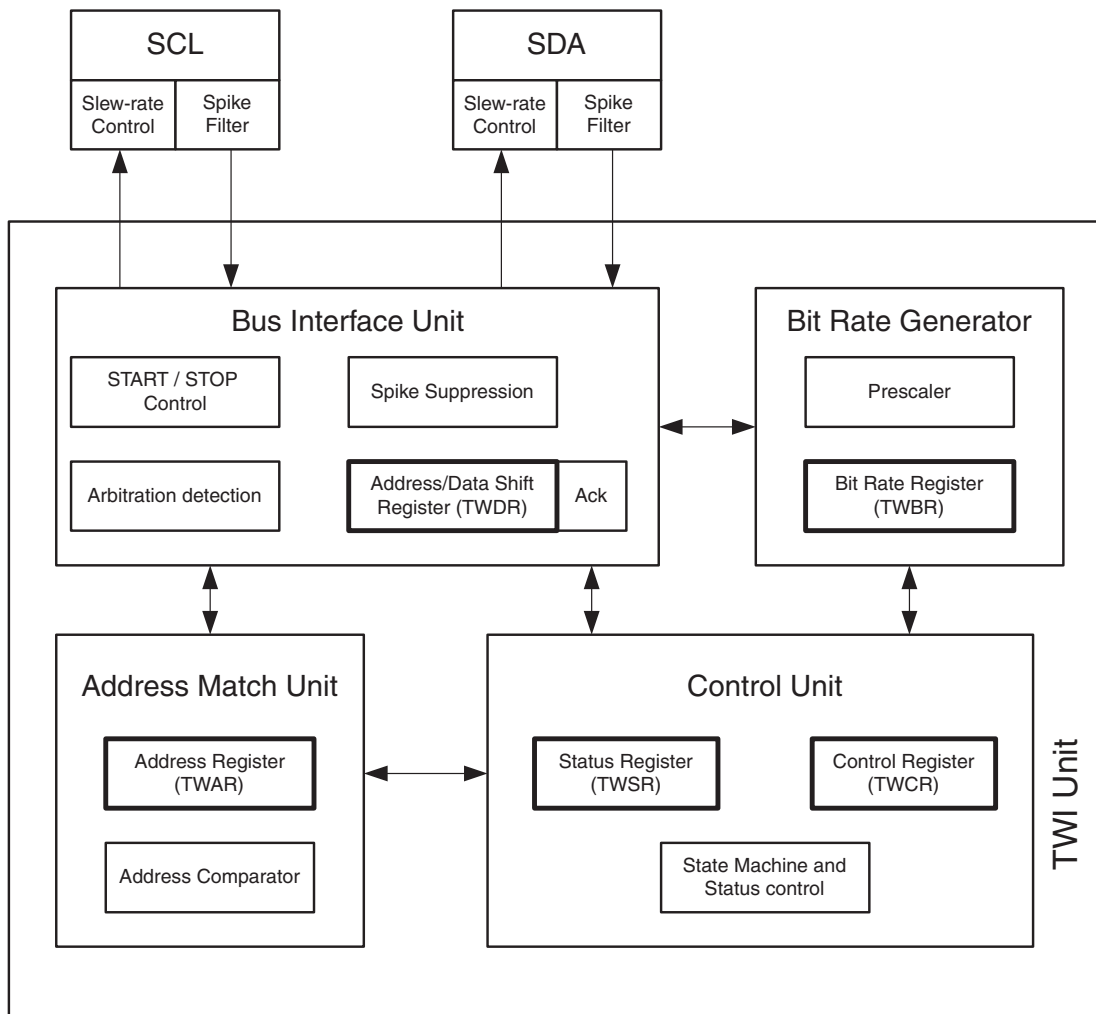 SCL
Slew-rate
Control
Spike
Filter
SDA
Slew-rate
Control
Spike
Filter
Bus Interface Unit
START / STOP
Control
Spike Suppression
Arbitration detection
Address/Data Shift
Register (TWDR)
Ack
Bit Rate Generator
Prescaler
Bit Rate Register
(TWBR)
Address Match Unit
Address Register
(TWAR)
Address Comparator
Control Unit
Status Register
(TWSR)
Control Register
(TWCR)
State Machine and
Status control
TWI Unit